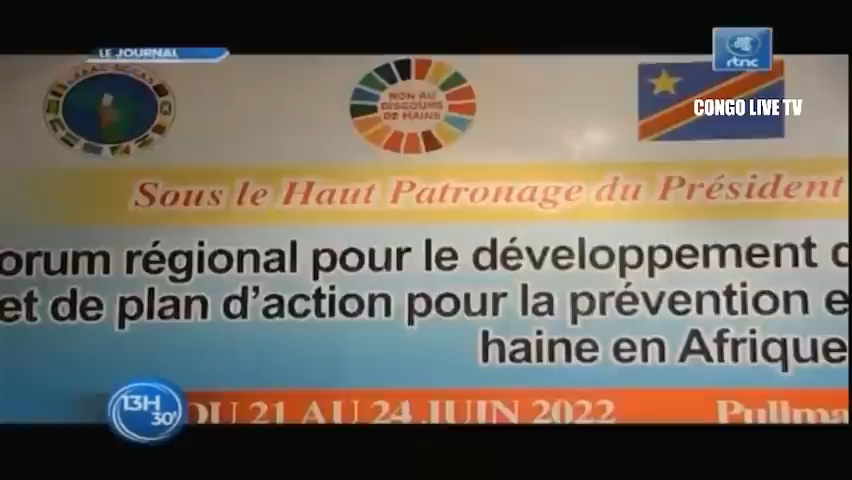 LE JOURNAL
rtnc
CONGO LIVE TV
NON AU
DISCOURS
DE HAINE
Sous le Haut Patronage du Président
orum régional pour le développement
et de plan d'action pour la prévention e
haine en Afrique
13H
30'
DU 21 AU 24 JUIN 2022 Pullma